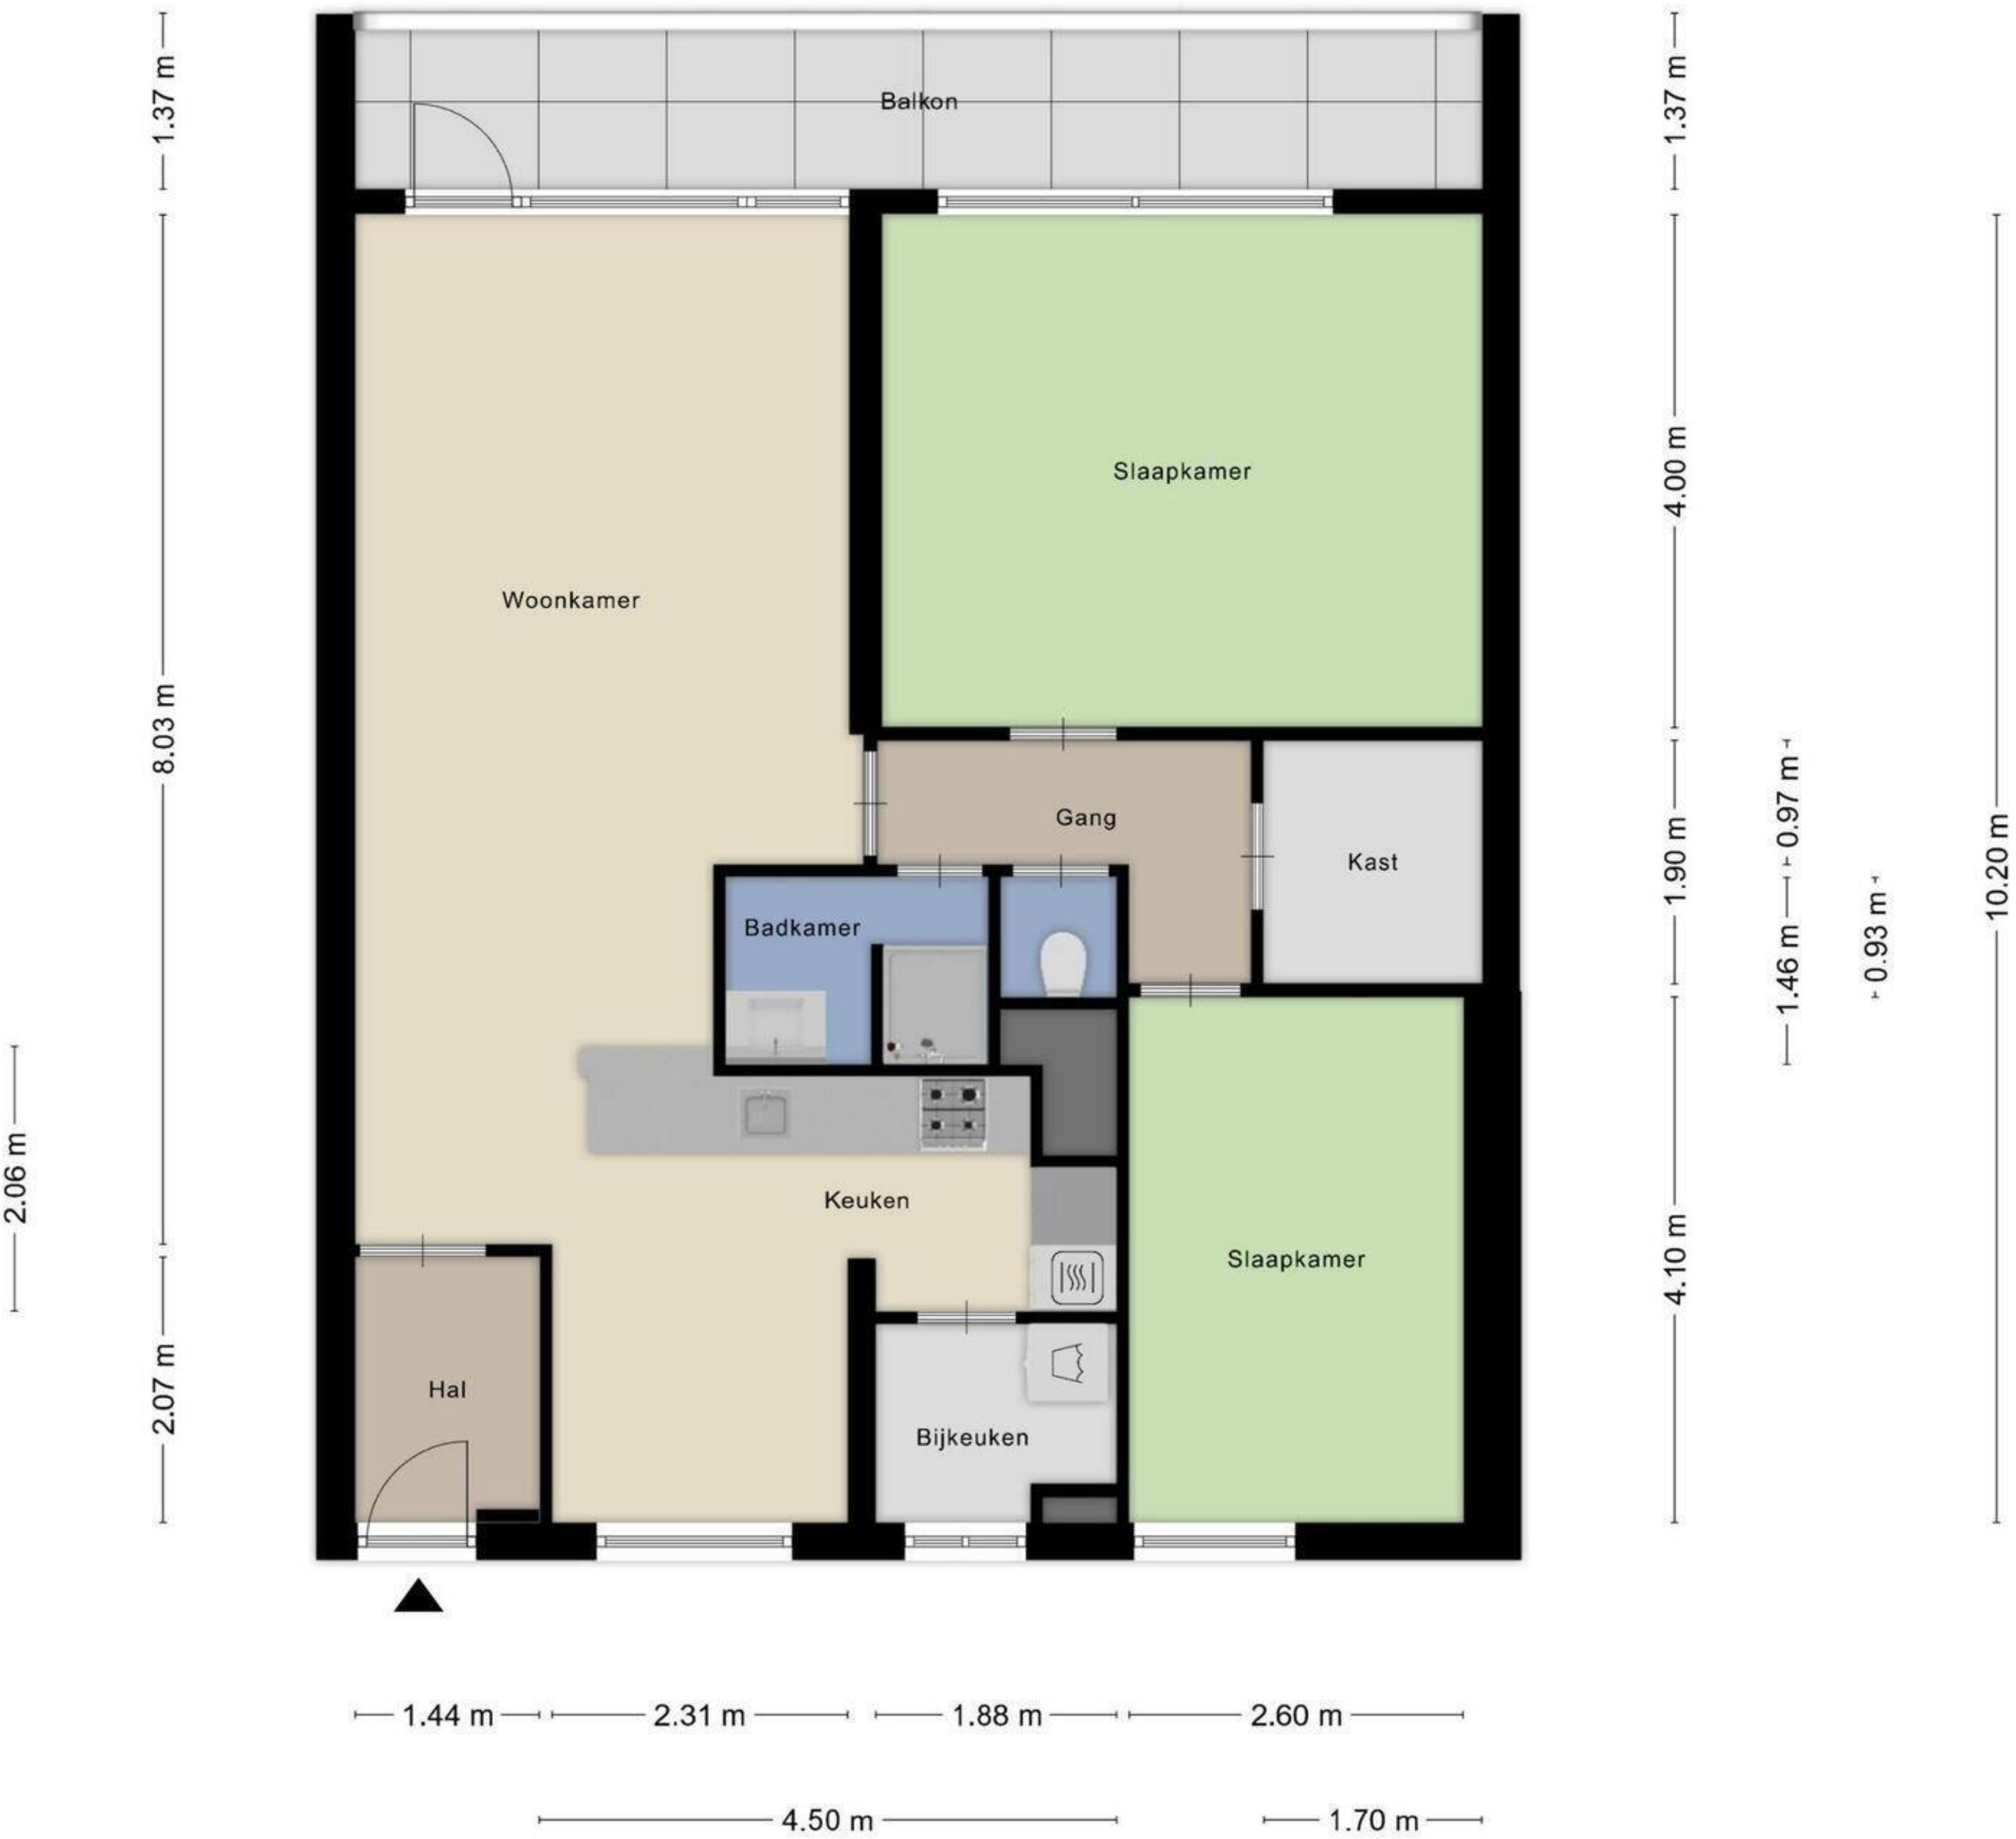 1.37 m
1.37 m
Balkon
4.00 m
Slaapkamer
Woonkamer
8.03 m
0.97 m
Gang
1.90 m
Kast
10.20 m
Badkamer
0.93 m
1.46 m
2.06 m
Keuken
Slaapkamer
4.10 m
2.07 m
Hal
Bijkeuken
1.44 m
2.31 m
1.88 m
2.60 m
4.50 m
1.70 m